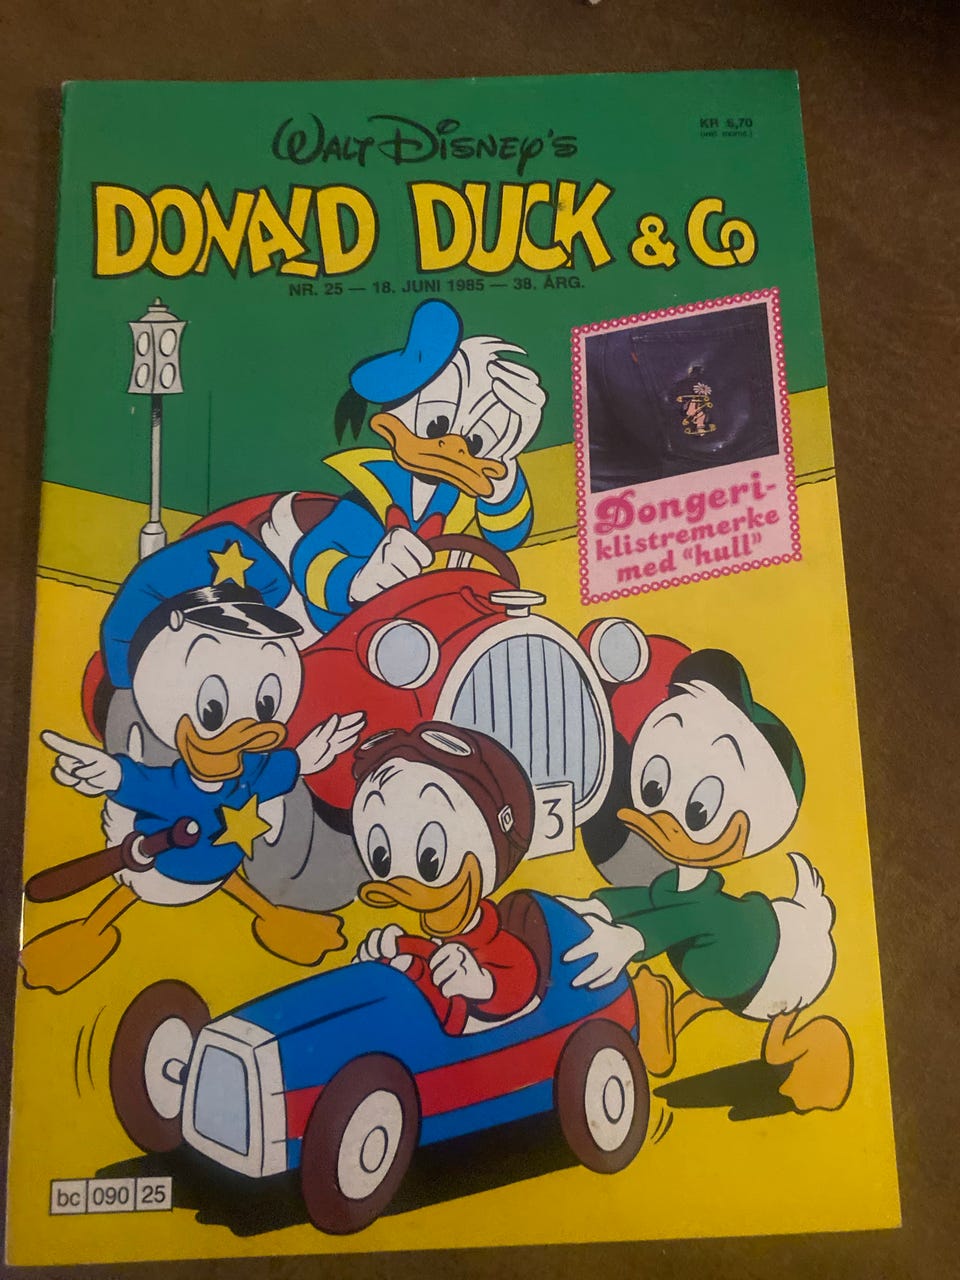 WALT DISNEY'S
KR 6,70
(inkl. moms.)
DONALD DUCK & Co
NR. 25 — 18. JUNI 1985 — 38. ÅRG.
Dongeri-
klistremerke
med "hull"
3
bc 090 25